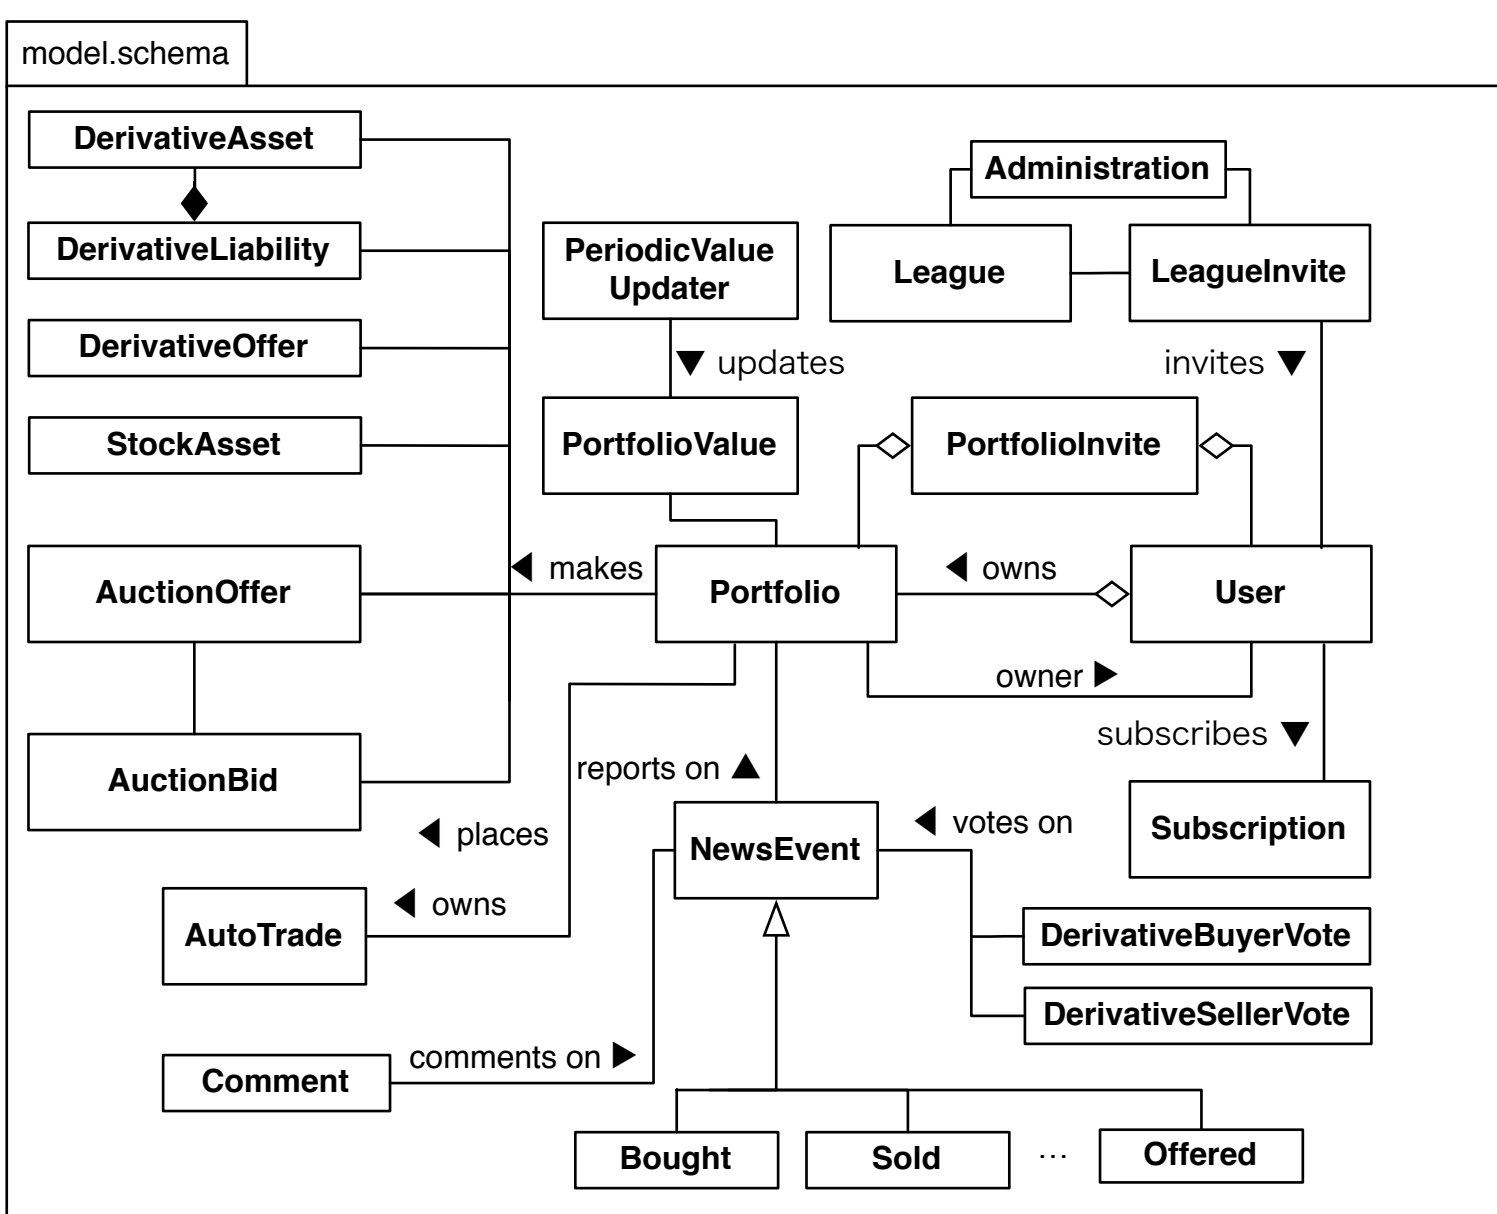 model.schema
DerivativeAsset
Administration
DerivativeLiability
PeriodicValue
Updater
League
LeagueInvite
DerivativeOffer
▼ updates
invites ▼
StockAsset
PortfolioValue
PortfolioInvite
◀ makes
◀ owns
AuctionOffer
Portfolio
User
owner ▶
subscribes ▼
reports on ▲
AuctionBid
◀ places
◀ votes on
Subscription
NewsEvent
◀ owns
AutoTrade
DerivativeBuyerVote
DerivativeSellerVote
comments on ▶
Comment
Bought
Sold
...
Offered